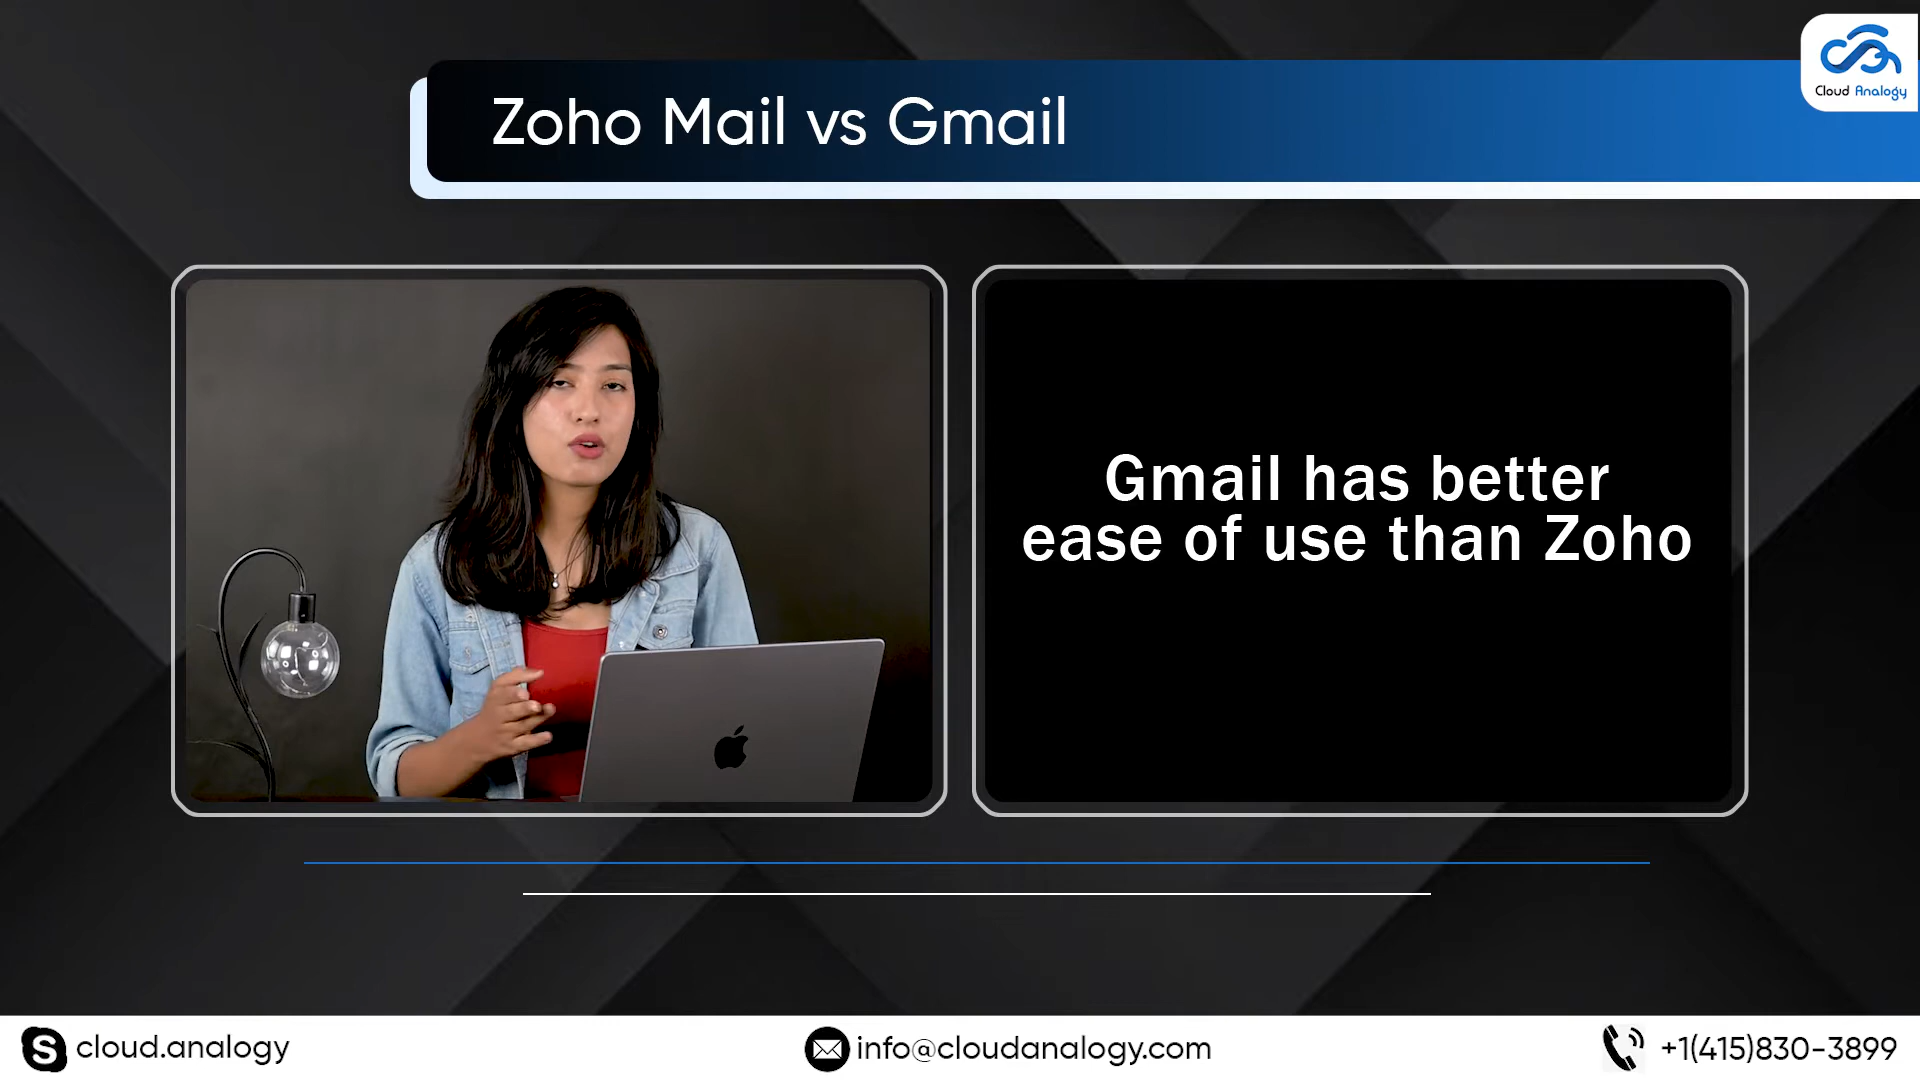 Cloud Analogy
Zoho Mail vs Gmail
Gmail has better
ease of use than Zoho
cloud.analogy
info@cloudanalogy.com
+1(415)830-3899